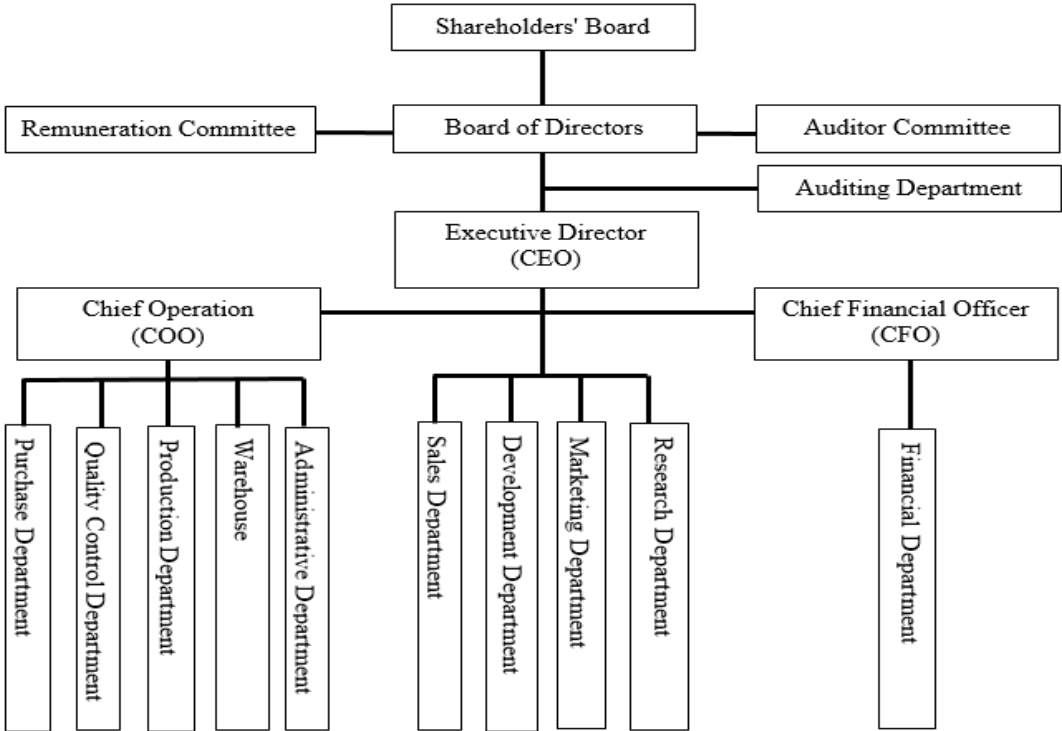 Shareholders' Board
Remuneration Committee
Board of Directors
Auditor Committee
Auditing Department
Executive Director
(CEO)
Chief Operation
(COO)
Chief Financial Officer
(CFO)
Purchase Department
Quality Control Department
Production Department
Warehouse
Administrative Department
Sales Department
Development Department
Marketing Department
Research Department
Financial Department